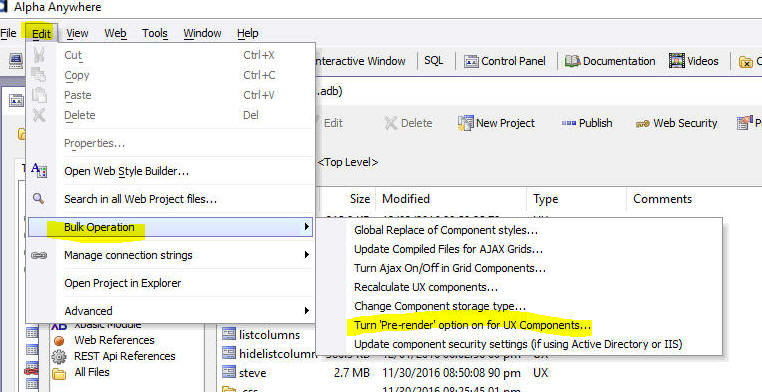 Alpha Anywhere
File Edit View Web Tools Window Help
Cut Ctrl+X
Copy Ctrl+C
Paste Ctrl+V
Delete Del
Properties...
Open Web Style Builder...
Search in all Web Project files...
Bulk Operation
Manage connection strings
Open Project in Explorer
Advanced
Interactive Window SQL Control Panel Documentation Videos
.adb)
Edit Delete New Project Publish Web Security
<Top Level>
Size Modified Type Comments
UX
Global Replace of Component styles...
Update Compiled Files for AJAX Grids...
Turn Ajax On/Off in Grid Components...
Recalculate UX components...
Change Component storage type...
Turn 'Pre-render' option on for UX Components...
Update component security settings (if using Active Directory or IIS)
Xbasic Module
Web References
REST Api References
All Files
listcolumns
hidelistcolumn
steve 2.7 MB 11/30/2016 08:50:08 90 pm UX
.css 11/30/2016 08:25:45 01 pm